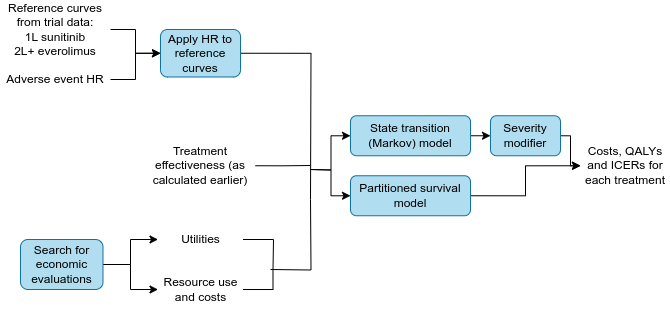 Reference curves
from trial data:
1L sunitinib
2L+ everolimus
Adverse event HR
Apply HR to
reference
curves
Treatment
effectiveness (as
calculated earlier)
State transition
(Markov) model
Severity
modifier
Partitioned survival
model
Costs, QALYs
and ICERs for
each treatment
Search for
economic
evaluations
Utilities
Resource use
and costs